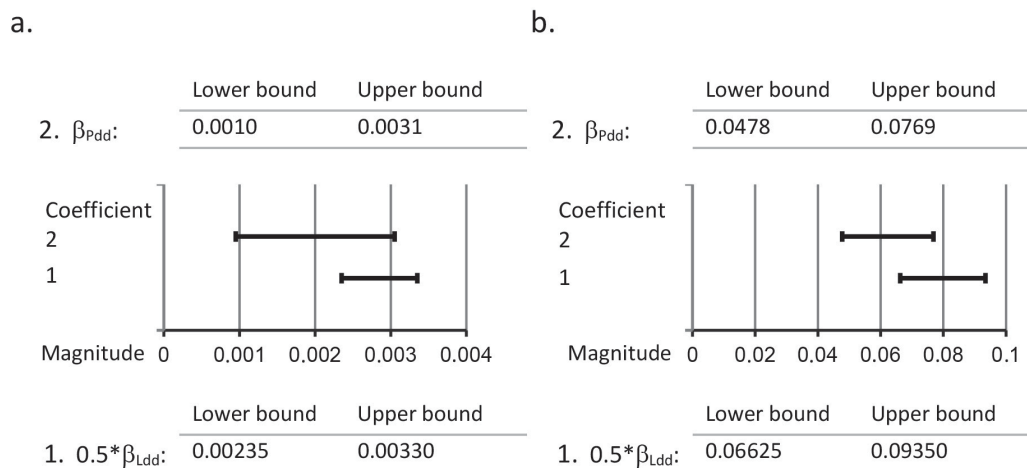 a.
Lower bound Upper bound
2. βPdd: 0.0010 0.0031
Coefficient
2
1
Magnitude 0 0.001 0.002 0.003 0.004
Lower bound Upper bound
1. 0.5*βLdd: 0.00235 0.00330
b.
Lower bound Upper bound
2. βPdd: 0.0478 0.0769
Coefficient
2
1
Magnitude 0 0.02 0.04 0.06 0.08 0.1
Lower bound Upper bound
1. 0.5*βLdd: 0.06625 0.09350